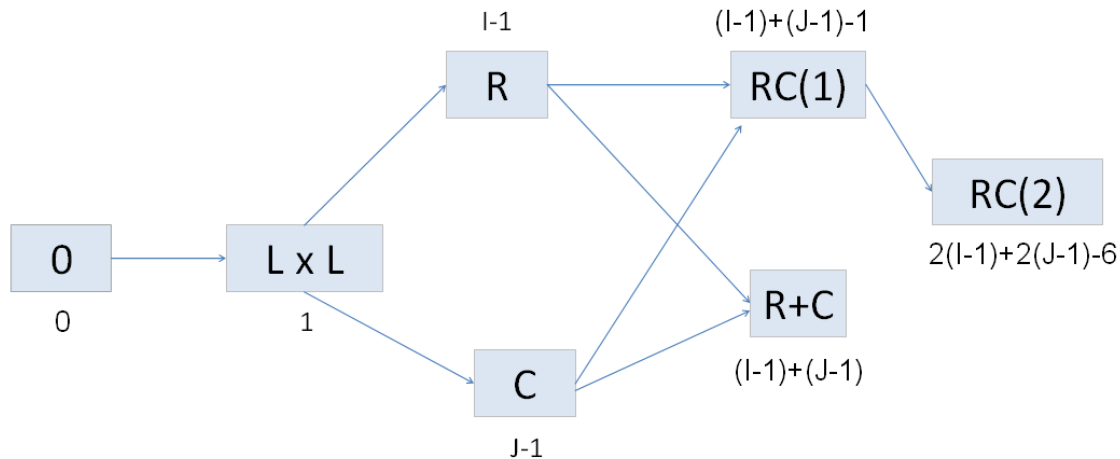 I-1
(I-1)+(J-1)-1
R
RC(1)
RC(2)
0
L x L
2(I-1)+2(J-1)-6
0
1
R+C
C
(I-1)+(J-1)
J-1